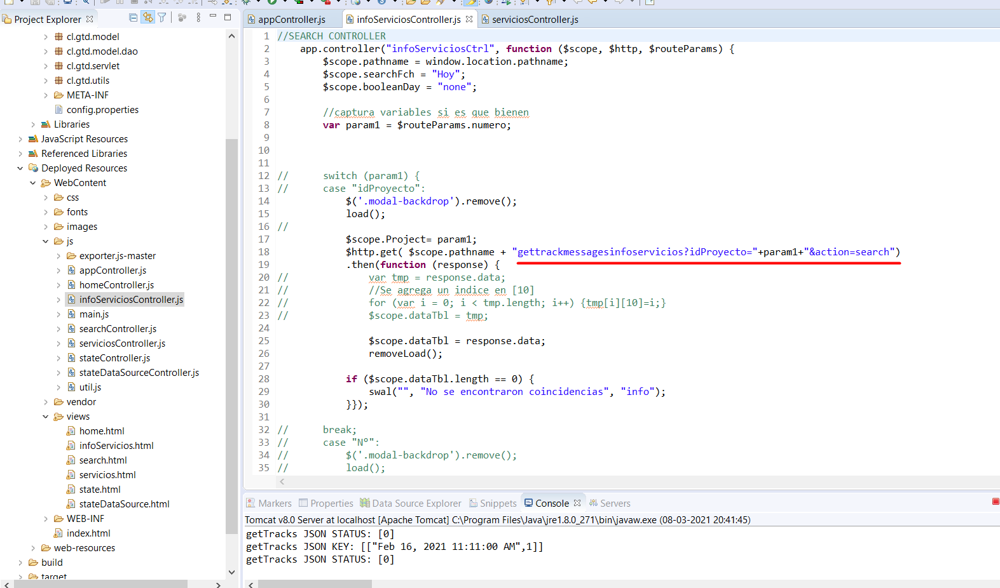 Project Explorer
cl.gtd.model
cl.gtd.model.dao
cl.gtd.servlet
cl.gtd.utils
META-INF
config.properties
Libraries
JavaScript Resources
Referenced Libraries
Deployed Resources
WebContent
css
fonts
images
js
exporter.js-master
appController.js
homeController.js
infoServiciosController.js
main.js
searchController.js
serviciosController.js
stateController.js
stateDataSourceController.js
util.js
vendor
views
home.html
infoServicios.html
search.html
servicios.html
state.html
stateDataSource.html
WEB-INF
index.html
web-resources
build
target
appController.js infoServiciosController.js serviciosController.js
1 //SEARCH CONTROLLER
2 app.controller("infoServiciosCtrl", function ($scope, $http, $routeParams) {
3 $scope.pathname = window.location.pathname;
4 $scope.searchFch = "Hoy";
5 $scope.booleanDay = "none";
6
7 //captura variables si es que bienen
8 var param1 = $routeParams.numero;
9
10
11
12 // switch (param1) {
13 // case "idProyecto":
14 $('.modal-backdrop').remove();
15 load();
16 //
17 $scope.Project= param1;
18 $http.get( $scope.pathname + "gettrackmessagesinfoservicios?idProyecto="+param1+"&action=search")
19 .then(function (response) {
20 // var tmp = response.data;
21 // //Se agrega un indice en [10]
22 // for (var i = 0; i < tmp.length; i++) {tmp[i][10]=i;}
23 // $scope.dataTbl = tmp;
24
25 $scope.dataTbl = response.data;
26 removeLoad();
27
28 if ($scope.dataTbl.length == 0) {
29 swal("", "No se encontraron coincidencias", "info");
30 }});
31
32 // break;
33 // case "Nº":
34 // $('.modal-backdrop').remove();
35 // load();
Markers Properties Data Source Explorer Snippets Console Servers
Tomcat v8.0 Server at localhost [Apache Tomcat] C:\Program Files\Java\jre1.8.0_271\bin\javaw.exe (08-03-2021 20:41:45)
getTracks JSON STATUS: [0]
getTracks JSON KEY: [["Feb 16, 2021 11:11:00 AM",1]]
getTracks JSON STATUS: [0]